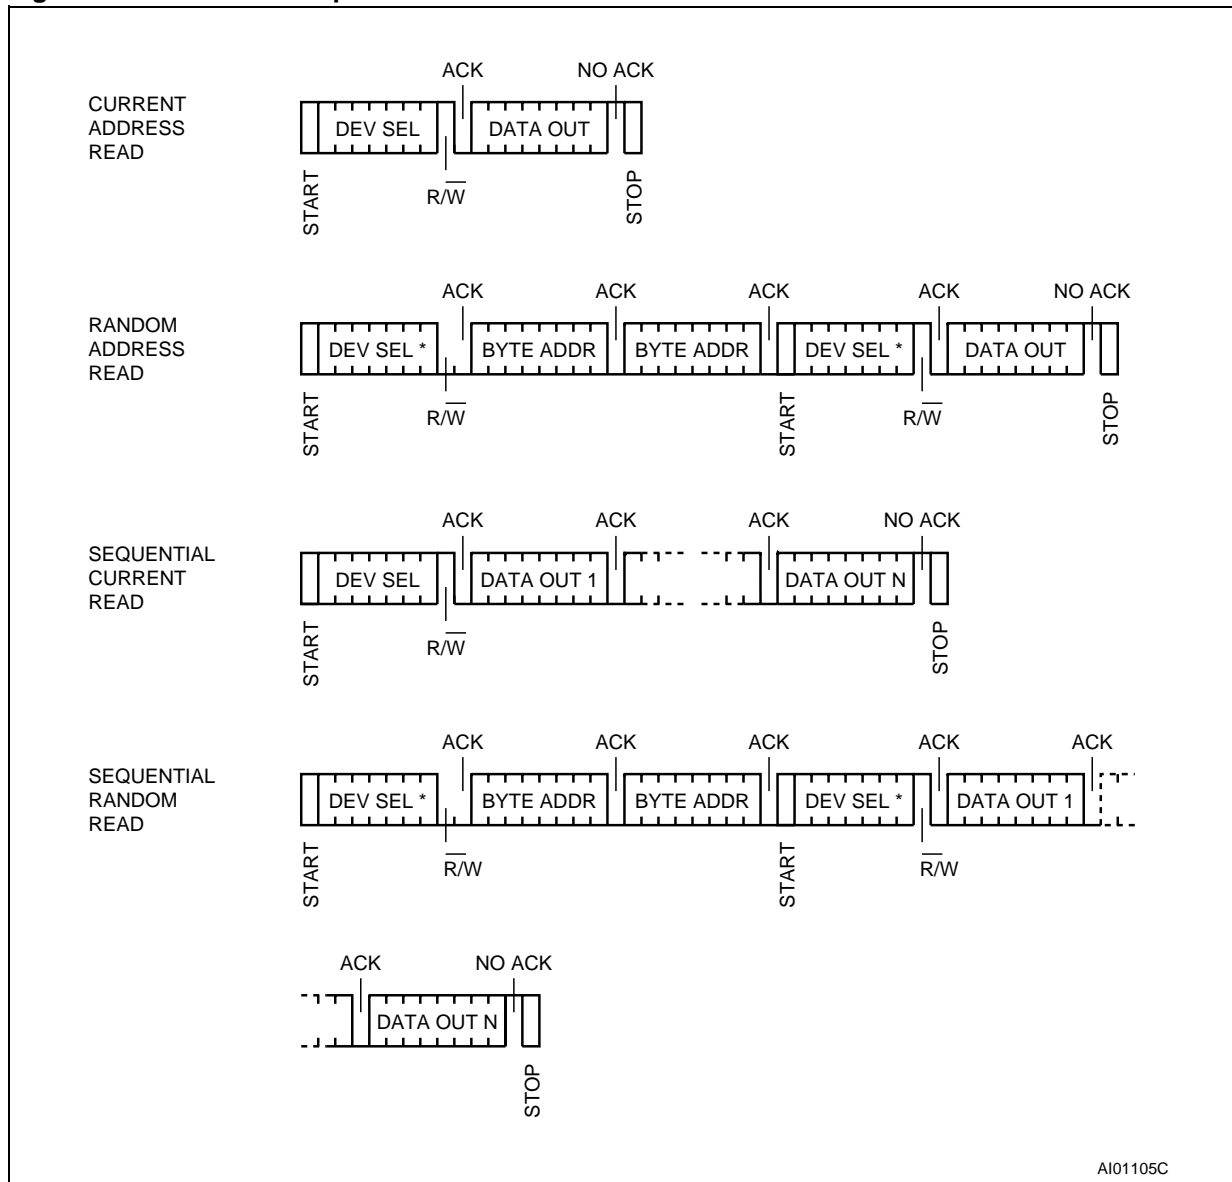 ACK NO ACK
CURRENT
ADDRESS
READ
DEV SEL DATA OUT
START R/W STOP
ACK ACK ACK ACK NO ACK
RANDOM
ADDRESS
READ
DEV SEL * BYTE ADDR BYTE ADDR DEV SEL * DATA OUT
START R/W START R/W STOP
ACK ACK ACK NO ACK
SEQUENTIAL
CURRENT
READ
DEV SEL DATA OUT 1 DATA OUT N
START R/W STOP
ACK ACK ACK ACK ACK
SEQUENTIAL
RANDOM
READ
DEV SEL * BYTE ADDR BYTE ADDR DEV SEL * DATA OUT 1
START R/W START R/W
ACK NO ACK
DATA OUT N
STOP
AI01105C